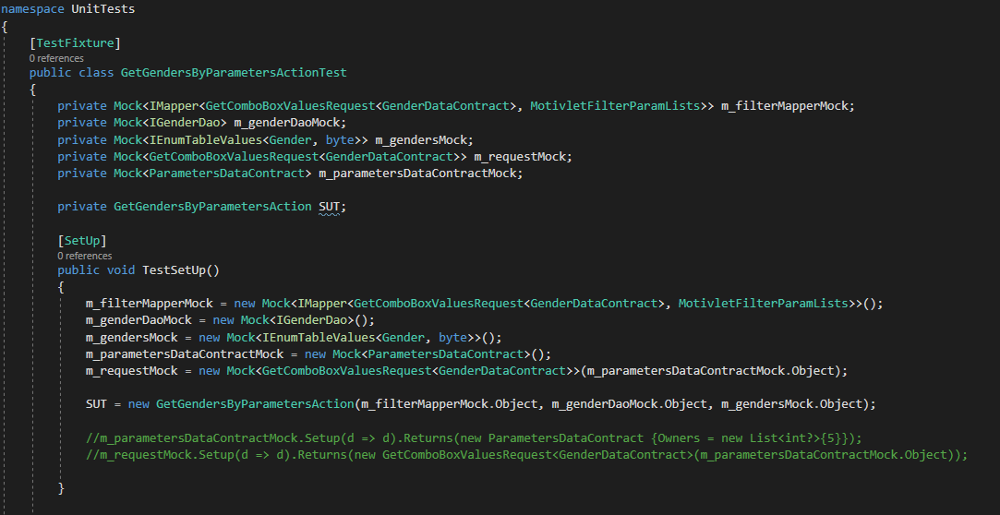 namespace UnitTests
{
[TestFixture]
0 references
public class GetGendersByParametersActionTest
{
private Mock<IMapper<GetComboBoxValuesRequest<GenderDataContract>, MotivletFilterParamLists>> m_filterMapperMock;
private Mock<IGenderDao> m_genderDaoMock;
private Mock<IEnumTableValues<Gender, byte>> m_gendersMock;
private Mock<GetComboBoxValuesRequest<GenderDataContract>> m_requestMock;
private Mock<ParametersDataContract> m_parametersDataContractMock;
private GetGendersByParametersAction SUT;
[SetUp]
0 references
public void TestSetUp()
{
m_filterMapperMock = new Mock<IMapper<GetComboBoxValuesRequest<GenderDataContract>, MotivletFilterParamLists>>();
m_genderDaoMock = new Mock<IGenderDao>();
m_gendersMock = new Mock<IEnumTableValues<Gender, byte>>();
m_parametersDataContractMock = new Mock<ParametersDataContract>();
m_requestMock = new Mock<GetComboBoxValuesRequest<GenderDataContract>>(m_parametersDataContractMock.Object);
SUT = new GetGendersByParametersAction(m_filterMapperMock.Object, m_genderDaoMock.Object, m_gendersMock.Object);
//m_parametersDataContractMock.Setup(d => d).Returns(new ParametersDataContract {Owners = new List<int?>{5}});
//m_requestMock.Setup(d => d).Returns(new GetComboBoxValuesRequest<GenderDataContract>(m_parametersDataContractMock.Object));
}